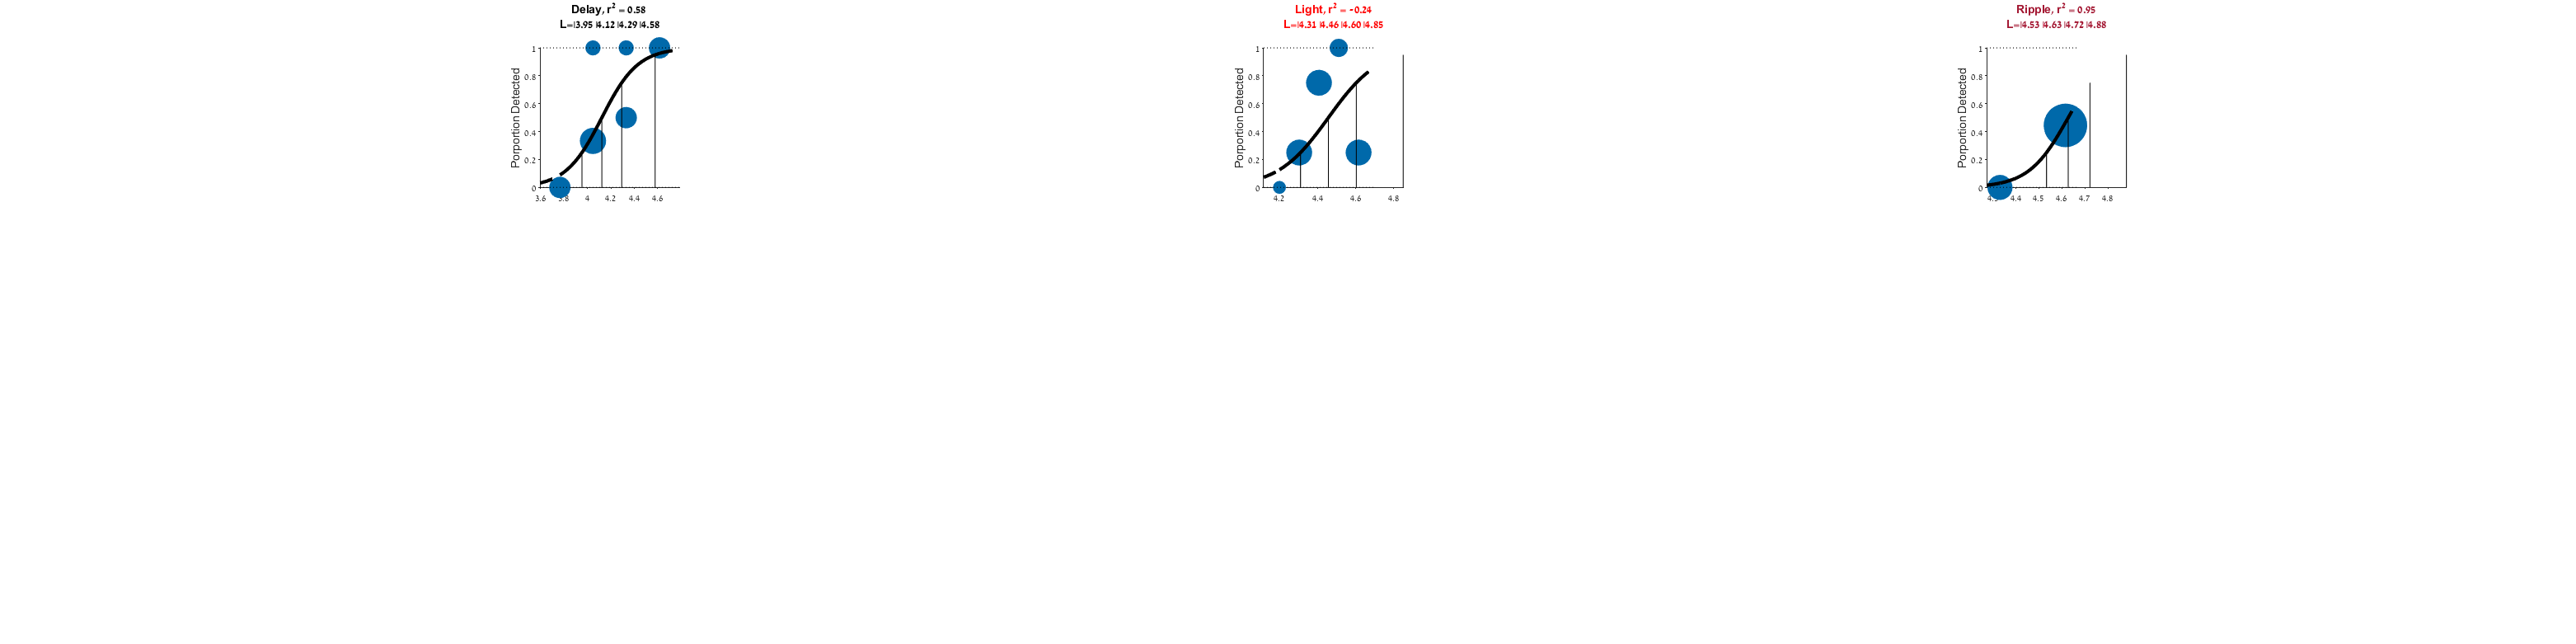 Delay, r² = 0.58
L=|3.95 |4.12 |4.29 |4.58
Porportion Detected
1
0.8
0.6
0.4
0.2
0
3.6 3.8 4 4.2 4.4 4.6
Light, r² = -0.24
L=|4.31 |4.46 |4.60 |4.85
Porportion Detected
1
0.8
0.6
0.4
0.2
0
4.2 4.4 4.6 4.8
Ripple, r² = 0.95
L=|4.53 |4.63 |4.72 |4.88
Porportion Detected
1
0.8
0.6
0.4
0.2
0
4.3 4.4 4.5 4.6 4.7 4.8